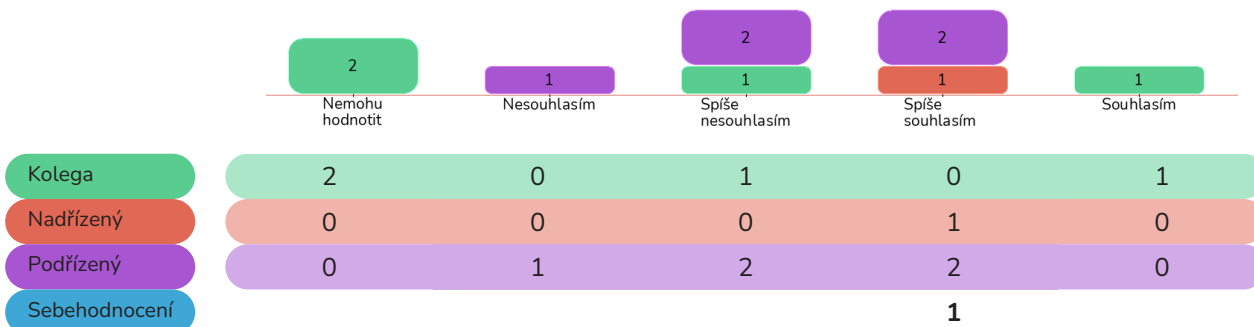 2 2
2 1 1 1 1
Nemohu Nesouhlasím Spíše Spíše Souhlasím
hodnotit nesouhlasím souhlasím
Kolega 2 0 1 0 1
Nadřízený 0 0 0 1 0
Podřízený 0 1 2 2 0
Sebehodnocení 1